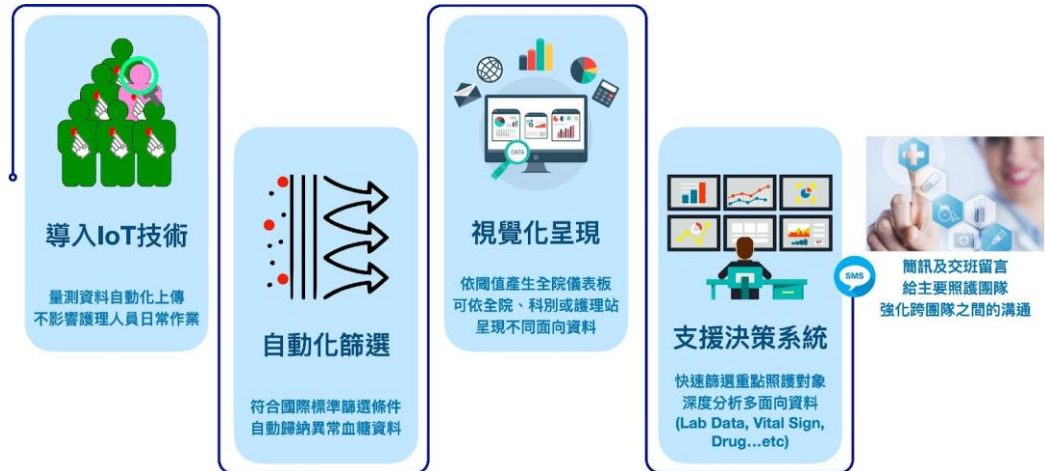 導入IoT技術
量測資料自動化上傳
不影響護理人員日常作業
自動化篩選
符合國際標準篩選條件
自動歸納異常血糖資料
DATA
視覺化呈現
依閾值產生全院儀表板
可依全院、科別或護理站
呈現不同面向資料
支援決策系統
快速篩選重點照護對象
深度分析多面向資料
(Lab Data, Vital Sign,
Drug...etc)
SMS
簡訊及交班留言
給主要照護團隊
強化跨團隊之間的溝通